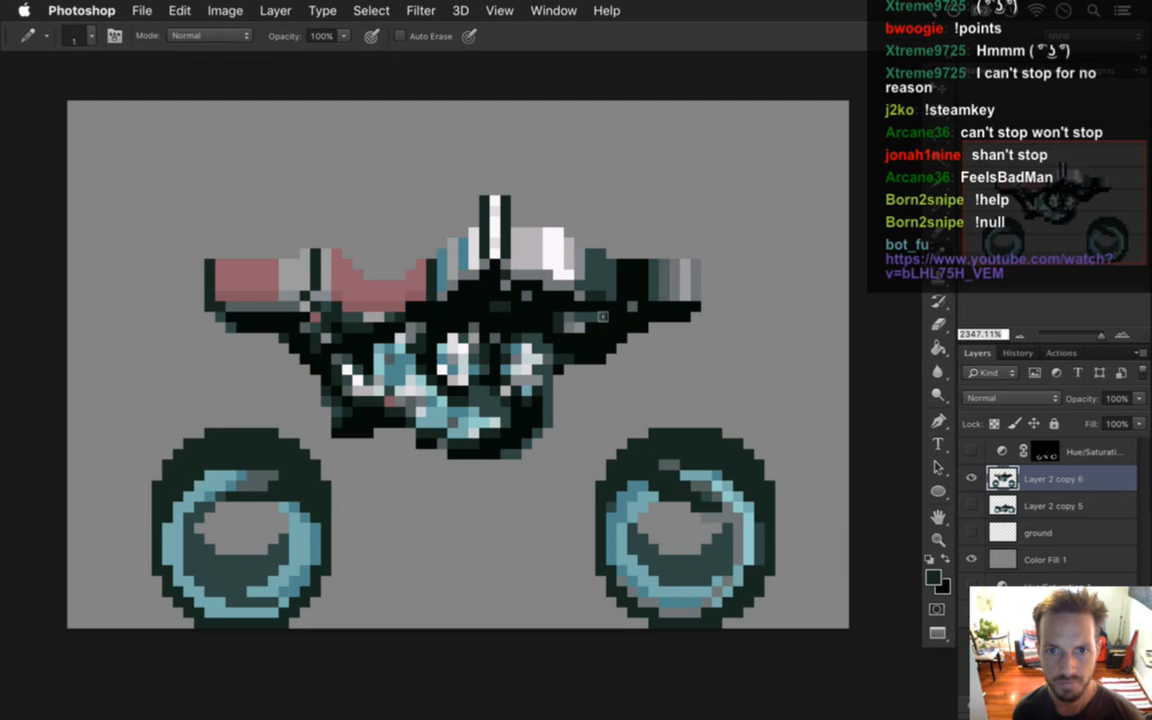 Photoshop File Edit Image Layer Type Select Filter 3D View Window Help
1 Mode: Normal Opacity: 100% Auto Erase
Xtreme9725: ( ͡° ͜ʖ ͡°)
bwoogie: !points
Xtreme9725: Hmmm ( ͡° ͜ʖ ͡°)
Xtreme9725: I can't stop for no
reason
j2ko: !steamkey
Arcane36: can't stop won't stop
jonah1nine: shan't stop
Arcane36: FeelsBadMan
Born2snipe: !help
Born2snipe: !null
bot_fu:
https://www.youtube.com/watch?
v=bLHL75H_VEM
2347.11%
Layers History Actions
Kind
Normal Opacity: 100%
Lock: Fill: 100%
Hue/Saturati...
Layer 2 copy 6
Layer 2 copy 5
ground
Color Fill 1